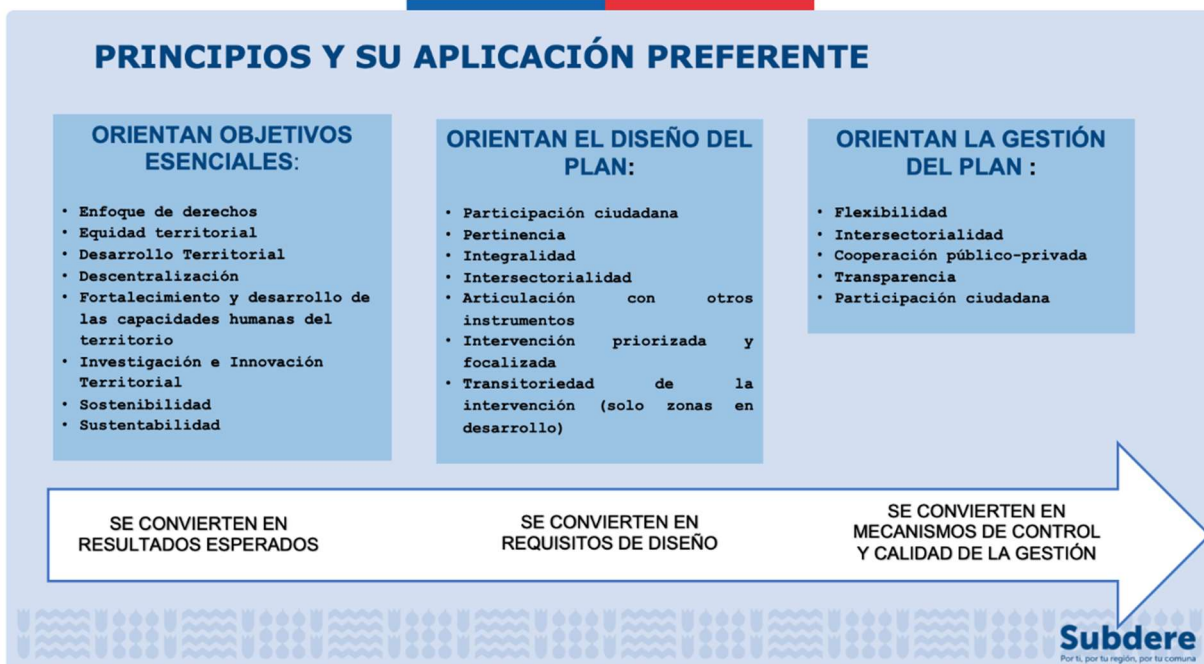 PRINCIPIOS Y SU APLICACIÓN PREFERENTE
ORIENTAN OBJETIVOS
ESENCIALES:
• Enfoque de derechos
• Equidad territorial
• Desarrollo Territorial
• Descentralización
• Fortalecimiento y desarrollo de
las capacidades humanas del
territorio
• Investigación e Innovación
Territorial
• Sostenibilidad
• Sustentabilidad
ORIENTAN EL DISEÑO DEL
PLAN:
• Participación ciudadana
• Pertinencia
• Integralidad
• Intersectorialidad
• Articulación con otros
instrumentos
• Intervención priorizada y
focalizada
• Transitoriedad de la
intervención (solo zonas en
desarrollo)
ORIENTAN LA GESTIÓN
DEL PLAN :
• Flexibilidad
• Intersectorialidad
• Cooperación público-privada
• Transparencia
• Participación ciudadana
SE CONVIERTEN EN
RESULTADOS ESPERADOS
SE CONVIERTEN EN
REQUISITOS DE DISEÑO
SE CONVIERTEN EN
MECANISMOS DE CONTROL
Y CALIDAD DE LA GESTIÓN
Subdere
Por ti, por tu región, por tu comuna